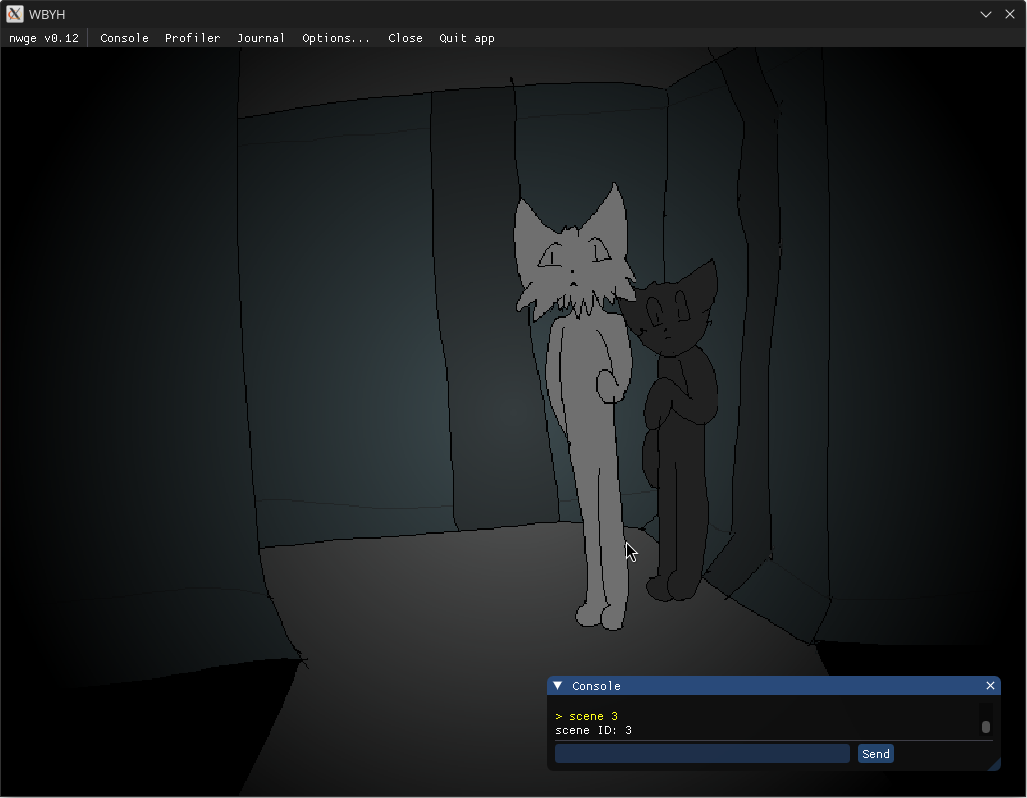 WBYH
nwge v0.12 Console Profiler Journal Options... Close Quit app
Console
> scene 3
scene ID: 3
Send